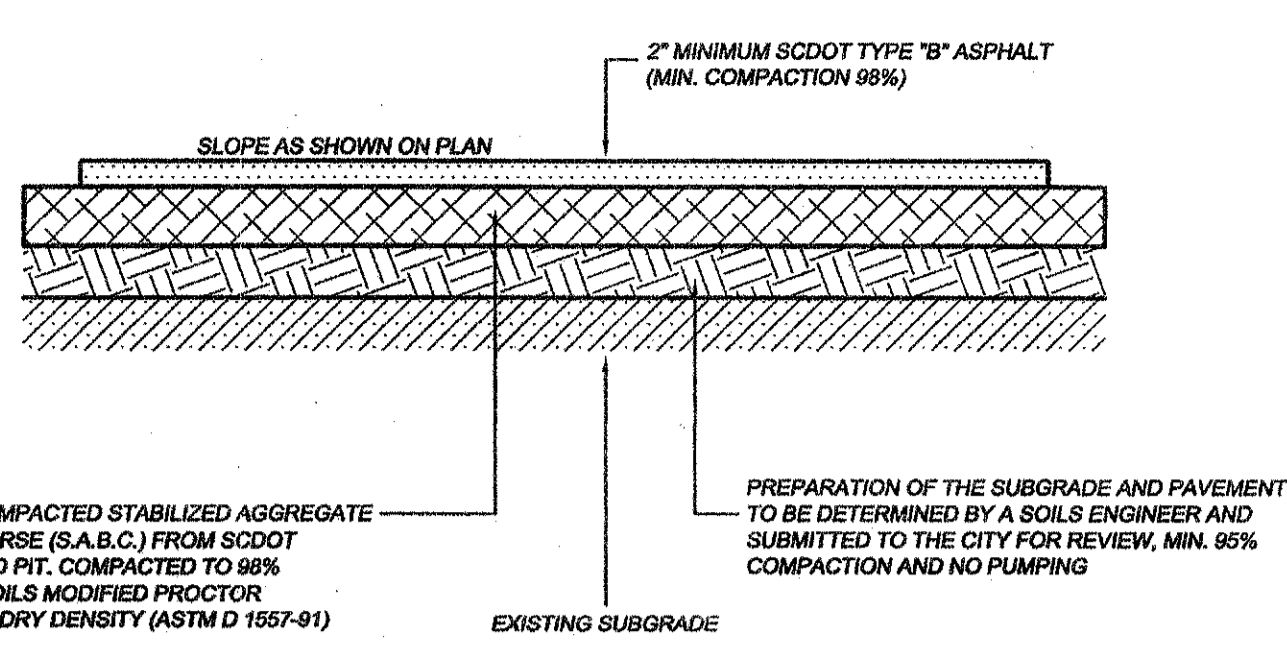 2" MINIMUM SCDOT TYPE "B" ASPHALT
(MIN. COMPACTION 98%)
SLOPE AS SHOWN ON PLAN
MPACTED STABILIZED AGGREGATE
RSE (S.A.B.C.) FROM SCDOT
PIT. COMPACTED TO 98%
OILS MODIFIED PROCTOR
DRY DENSITY (ASTM D 1557-91)
PREPARATION OF THE SUBGRADE AND PAVEMENT
TO BE DETERMINED BY A SOILS ENGINEER AND
SUBMITTED TO THE CITY FOR REVIEW, MIN. 95%
COMPACTION AND NO PUMPING
EXISTING SUBGRADE